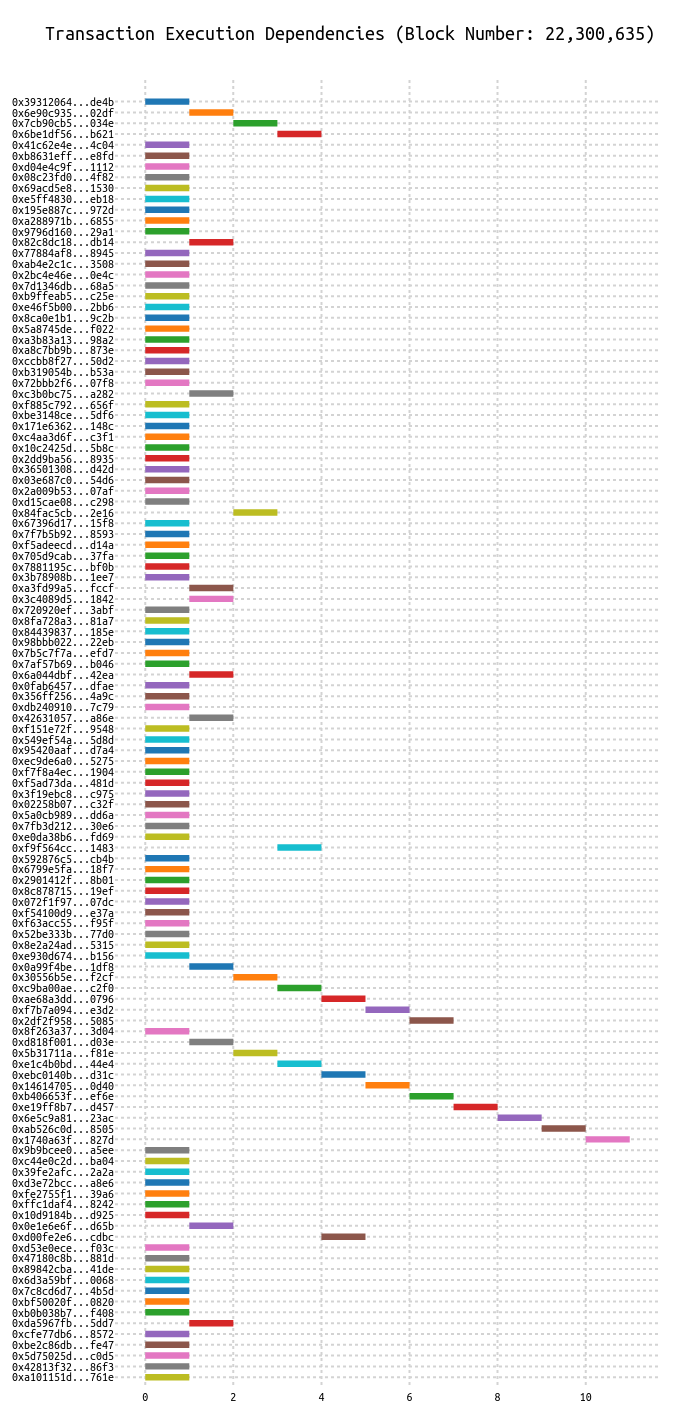 Transaction Execution Dependencies (Block Number: 22,300,635)
0x39312064...de4b
0x6e90c935...02df
0x7cb90cb5...034e
0x6be1df56...b621
0x41c62e4e...4c04
0xb8631eff...e8fd
0xd04e4c9f...1112
0x08c23fd0...4f82
0x69acd5e8...1530
0xe5ff4830...eb18
0x195e887c...972d
0xa288971b...6855
0x9796d160...29a1
0x82c8dc18...db14
0x77884af8...8945
0xab4e2c1c...3508
0x2bc4e46e...0e4c
0x7d1346db...68a5
0xb9ffeab5...c25e
0xe46f5b00...2bb6
0x8ca0e1b1...9c2b
0x5a8745de...f022
0xa3b83a13...98a2
0xa8c7bb9b...873e
0xccbb8f27...50d2
0xb319054b...b53a
0x72bbb2f6...07f8
0xc3b0bc75...a282
0xf885c792...656f
0xbe3148ce...5df6
0x171e6362...148c
0xc4aa3d6f...c3f1
0x10c2425d...5b8c
0x2dd9ba56...8935
0x36501308...d42d
0x03e687c0...54d6
0x2a009b53...07af
0xd15cae08...c298
0x84fac5cb...2e16
0x67396d17...15f8
0x7f7b5b92...8593
0xf5adeecd...d14a
0x705d9cab...37fa
0x7881195c...bf0b
0x3b78908b...1ee7
0xa3fd99a5...fccf
0x3c4089d5...1842
0x720920ef...3abf
0x8fa728a3...81a7
0x84439837...185e
0x98bbb022...22eb
0x7b5c7f7a...efd7
0x7af57b69...b046
0x6a044dbf...42ea
0x0fab6457...dfae
0x356ff256...4a9c
0xdb240910...7c79
0x42631057...a86e
0xf151e72f...9548
0x549ef54a...5d8d
0x95420aaf...d7a4
0xec9de6a0...5275
0xf7f8a4ec...1904
0xf5ad73da...481d
0x3f19ebc8...c975
0x02258b07...c32f
0x5a0cb989...dd6a
0x7fb3d212...30e6
0xe0da38b6...fd69
0xf9f564cc...1483
0x592876c5...cb4b
0x6799e5fa...18f7
0x2901412f...8b01
0x8c878715...19ef
0x072f1f97...07dc
0xf54100d9...e37a
0xf63acc55...f95f
0x52be333b...77d0
0x8e2a24ad...5315
0xe930d674...b156
0x0a99f4be...1df8
0x30556b5e...f2cf
0xc9ba00ae...c2f0
0xae68a3dd...0796
0xf7b7a094...e3d2
0x2df2f958...5085
0x8f263a37...3d04
0xd818f001...d03e
0x5b31711a...f81e
0xe1c4b0bd...44e4
0xebc0140b...d31c
0x14614705...0d40
0xb406653f...ef6e
0xe19ff8b7...d457
0x6e5c9a81...23ac
0xab526c0d...8505
0x1740a63f...827d
0x9b9bcee0...a5ee
0xc44e0c2d...ba04
0x39fe2afc...2a2a
0xd3e72bcc...a8e6
0xfe2755f1...39a6
0xffc1daf4...8242
0x10d9184b...d925
0x0e1e6e6f...d65b
0xd00fe2e6...cdbc
0xd53e0ece...f03c
0x47180c8b...881d
0x89842cba...41de
0x6d3a59bf...0068
0x7c8cd6d7...4b5d
0xbf50020f...0820
0xb0b038b7...f408
0xda5967fb...5dd7
0xcfe77db6...8572
0xbe2c86db...fe47
0x5d75025d...c0d5
0x42813f32...86f3
0xa101151d...761e
0 2 4 6 8 10